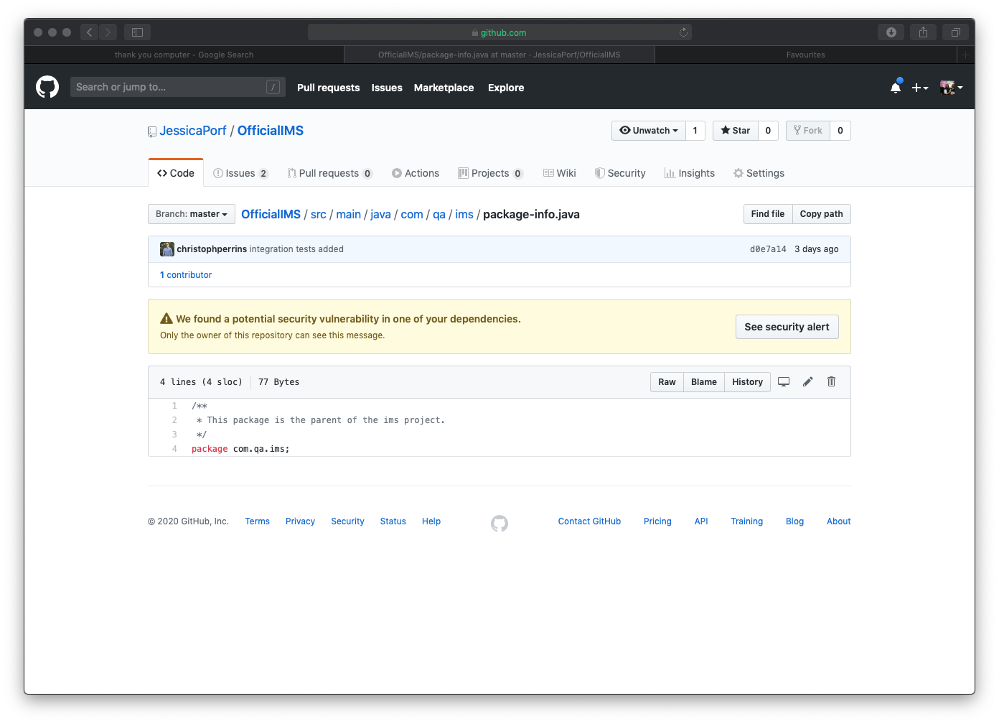 github.com
thank you computer - Google Search
OfficialIMS/package-info.java at master · JessicaPorf/OfficialIMS
Favourites
Search or jump to...
/
Pull requests
Issues
Marketplace
Explore
JessicaPorf / OfficialIMS
Unwatch 1
Star 0
Fork 0
Code
Issues 2
Pull requests 0
Actions
Projects 0
Wiki
Security
Insights
Settings
Branch: master
OfficialIMS / src / main / java / com / qa / ims / package-info.java
Find file
Copy path
christophperrins integration tests added
d0e7a14 3 days ago
1 contributor
We found a potential security vulnerability in one of your dependencies.
Only the owner of this repository can see this message.
See security alert
4 lines (4 sloc) 77 Bytes
Raw
Blame
History
1 /**
2 * This package is the parent of the ims project.
3 */
4 package com.qa.ims;
© 2020 GitHub, Inc.
Terms
Privacy
Security
Status
Help
Contact GitHub
Pricing
API
Training
Blog
About